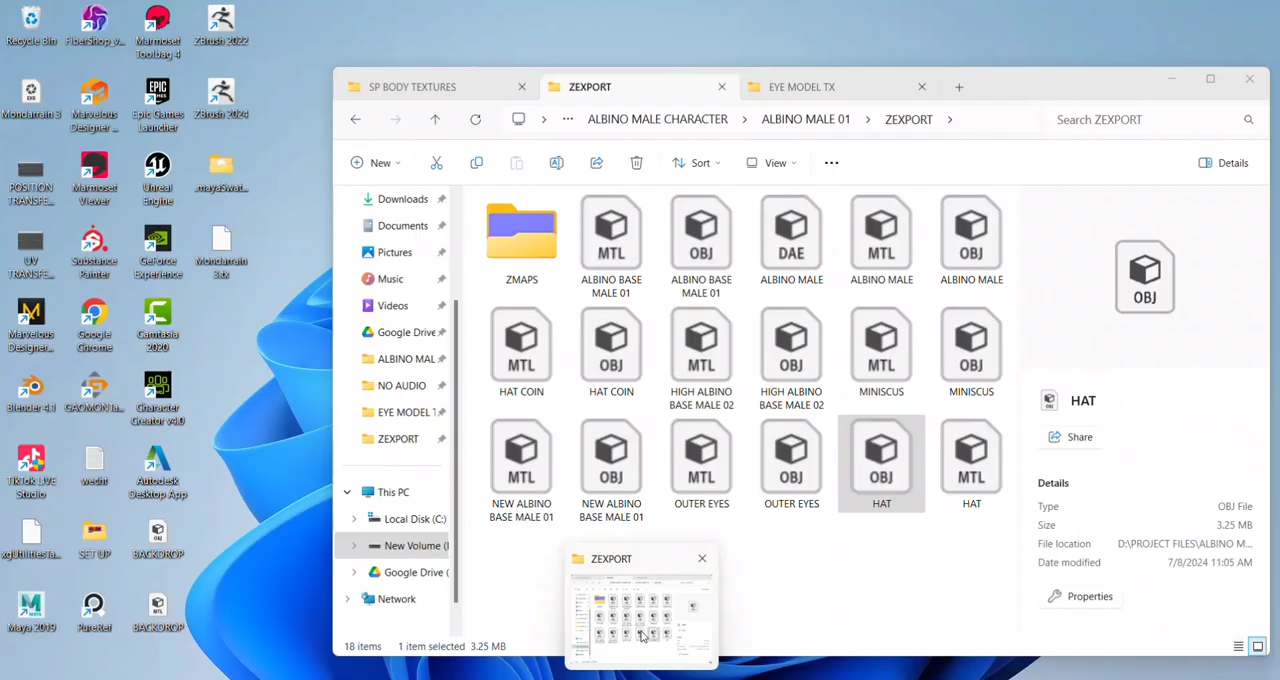 Recycle Bin
FiberShop_v...
Marmoset
Toolbag 4
ZBrush 2022
Mondarrain 3
Marvelous
Designer ...
Epic Games
Launcher
ZBrush 2024
POSITION
TRANSFE...
Marmoset
Viewer
Unreal
Engine
.mayaSwat...
UV
TRANSFE...
Substance
Painter
GeForce
Experience
Mondarrain
3.tx
Marvelous
Designer...
Google
Chrome
Camtasia
2020
Blender 4.1
GAOMONTa...
Character
Creator v4.0
TikTok LIVE
Studio
wedht
Autodesk
Desktop App
xgUtilitiesTa...
SET UP
BACKDROP
Maya 2019
PureRef
BACKDROP
SP BODY TEXTURES
ZEXPORT
EYE MODEL TX
ALBINO MALE CHARACTER > ALBINO MALE 01 > ZEXPORT >
Search ZEXPORT
New
Sort
View
Details
Downloads
Documents
Pictures
Music
Videos
Google Drive
ALBINO MAL
NO AUDIO
EYE MODEL T
ZEXPORT
This PC
Local Disk (C:)
New Volume (
Google Drive (
Network
ZMAPS
MTL
ALBINO BASE
MALE 01
OBJ
ALBINO BASE
MALE 01
DAE
ALBINO MALE
MTL
ALBINO MALE
OBJ
ALBINO MALE
MTL
HAT COIN
OBJ
HAT COIN
MTL
HIGH ALBINO
BASE MALE 02
OBJ
HIGH ALBINO
BASE MALE 02
MTL
MINISCUS
OBJ
MINISCUS
MTL
NEW ALBINO
BASE MALE 01
OBJ
NEW ALBINO
BASE MALE 01
MTL
OUTER EYES
OBJ
OUTER EYES
OBJ
HAT
MTL
HAT
OBJ
HAT
Share
Details
Type OBJ File
Size 3.25 MB
File location D:\PROJECT FILES\ALBINO M...
Date modified 7/8/2024 11:05 AM
Properties
ZEXPORT
18 items 1 item selected 3.25 MB